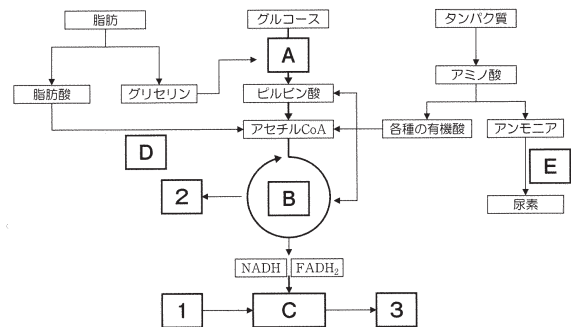 脂肪
グルコース
タンパク質
A
アミノ酸
脂肪酸
グリセリン
ピルビン酸
アセチルCoA
各種の有機酸
アンモニア
D
E
2
B
尿素
NADH
FADH₂
1
C
3